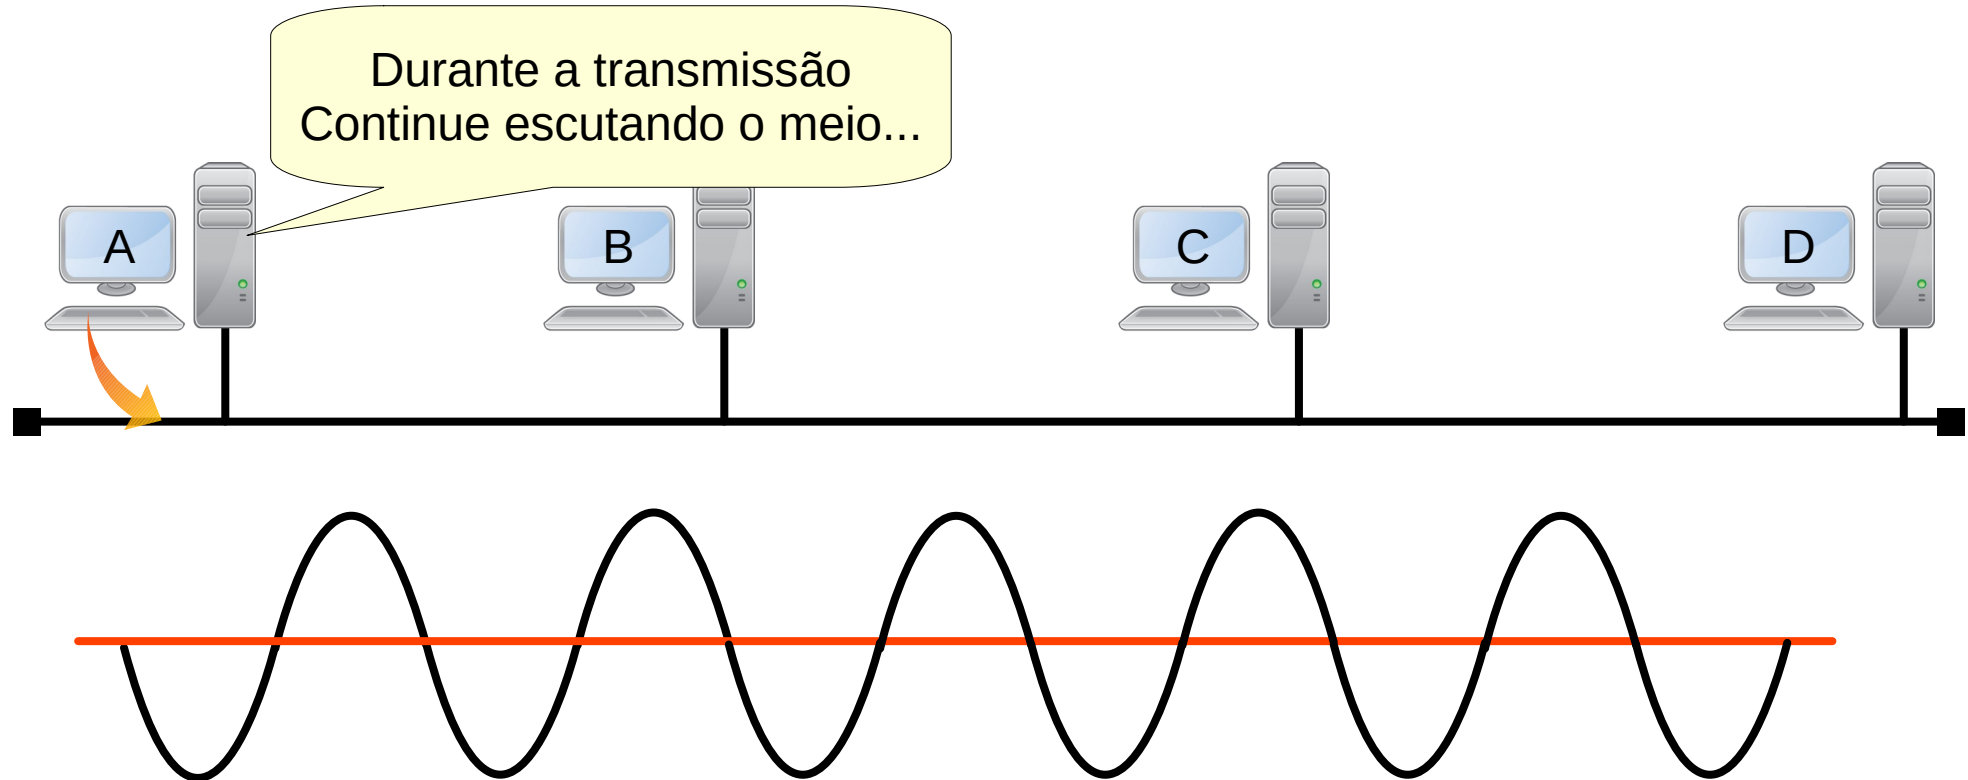 Durante a transmissão
Continue escutando o meio...
A
B
C
D